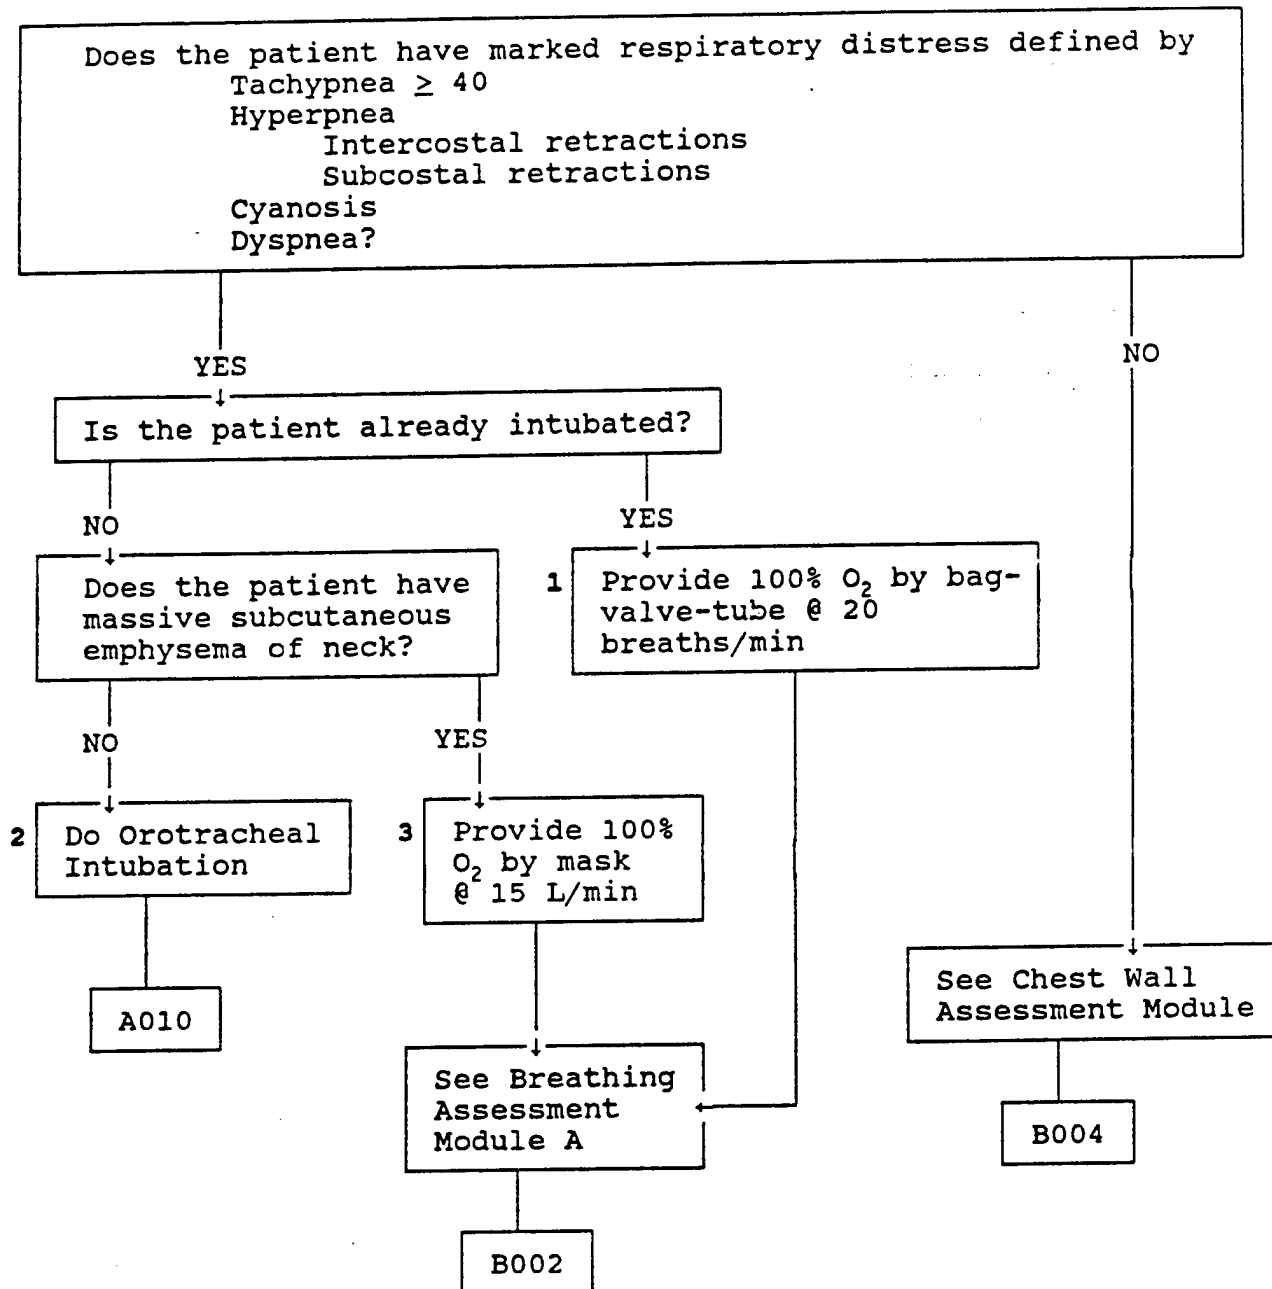 Does the patient have marked respiratory distress defined by
Tachypnea ≥ 40
Hyperpnea
Intercostal retractions
Subcostal retractions
Cyanosis
Dyspnea?
YES
NO
Is the patient already intubated?
NO
YES
Does the patient have
massive subcutaneous
emphysema of neck?
1
Provide 100% O₂ by bag-
valve-tube @ 20
breaths/min
NO
YES
2
Do Orotracheal
Intubation
3
Provide 100%
O₂ by mask
@ 15 L/min
See Chest Wall
Assessment Module
A010
See Breathing
Assessment
Module A
B004
B002